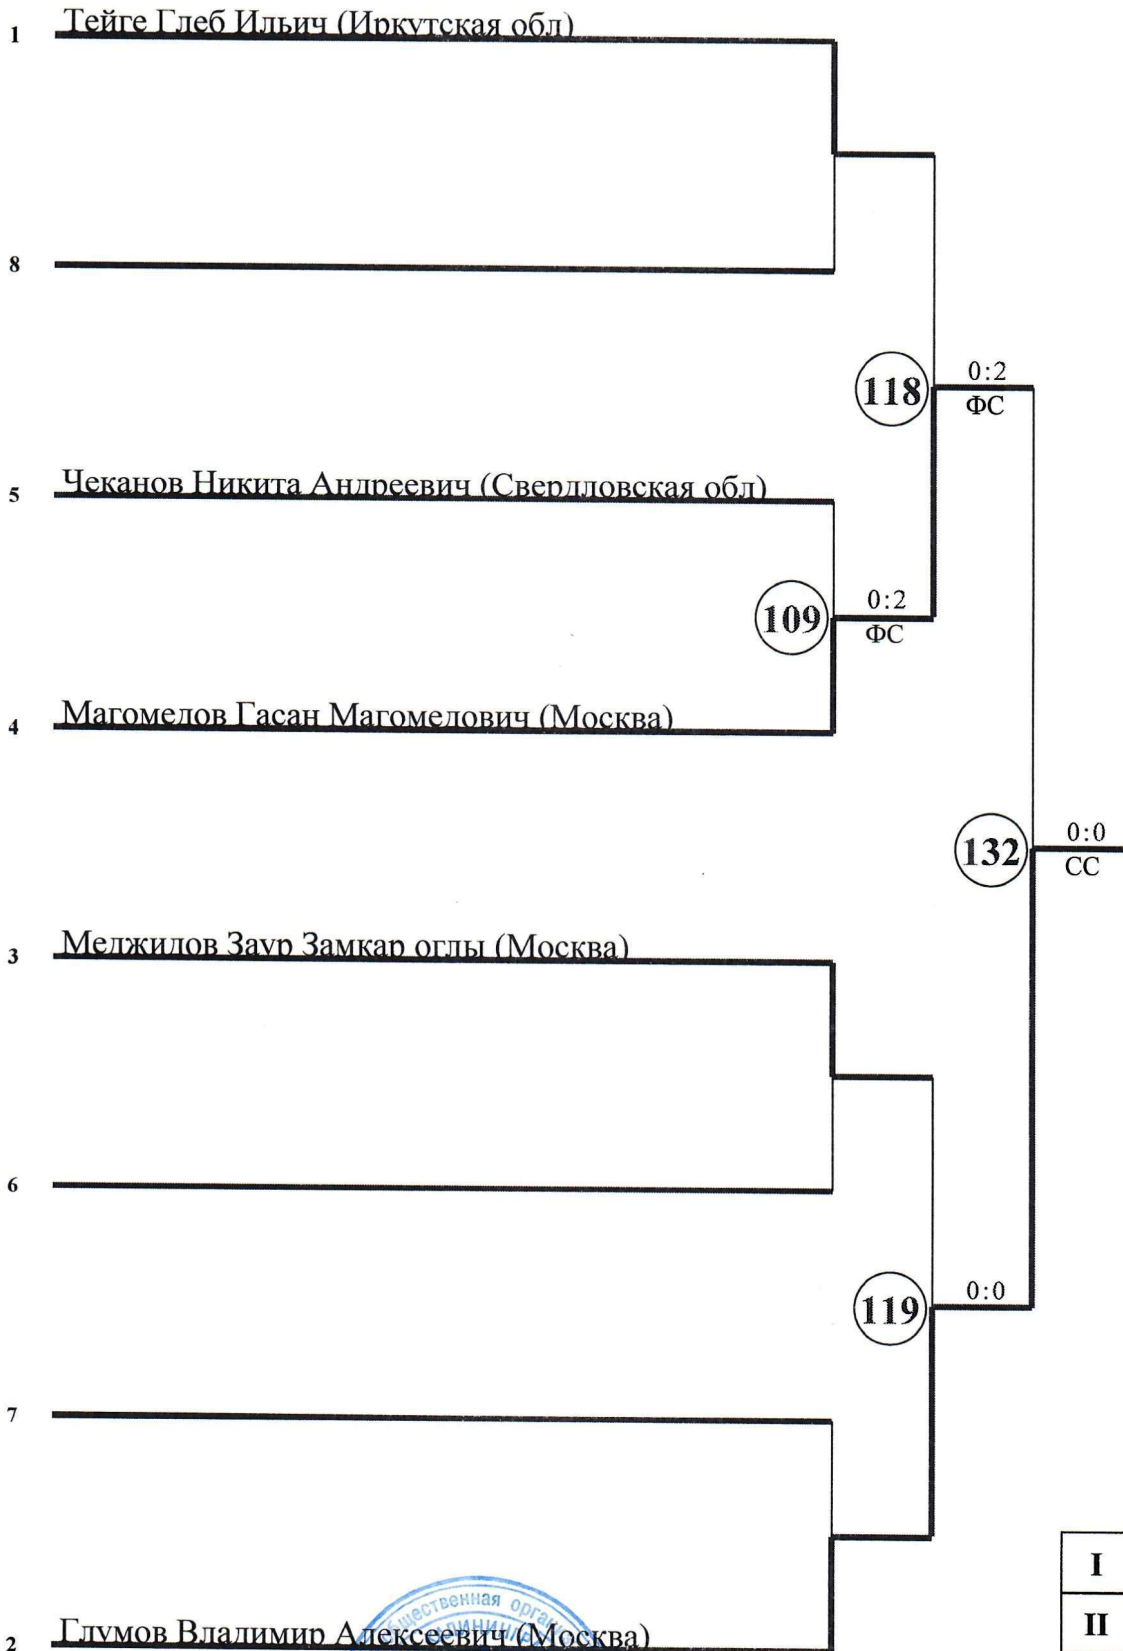 1 Тейге Глеб Ильич (Иркутская обл)
8
118
0:2
ФС
5 Чеканов Никита Андреевич (Свердловская обл)
109
0:2
ФС
4 Магомедов Гасан Магомедович (Москва)
132
0:0
СС
3 Меджидов Заур Замкар оглы (Москва)
6
119
0:0
7
I
II
общественная
2 Глумов Владимир Алексеевич (Москва)